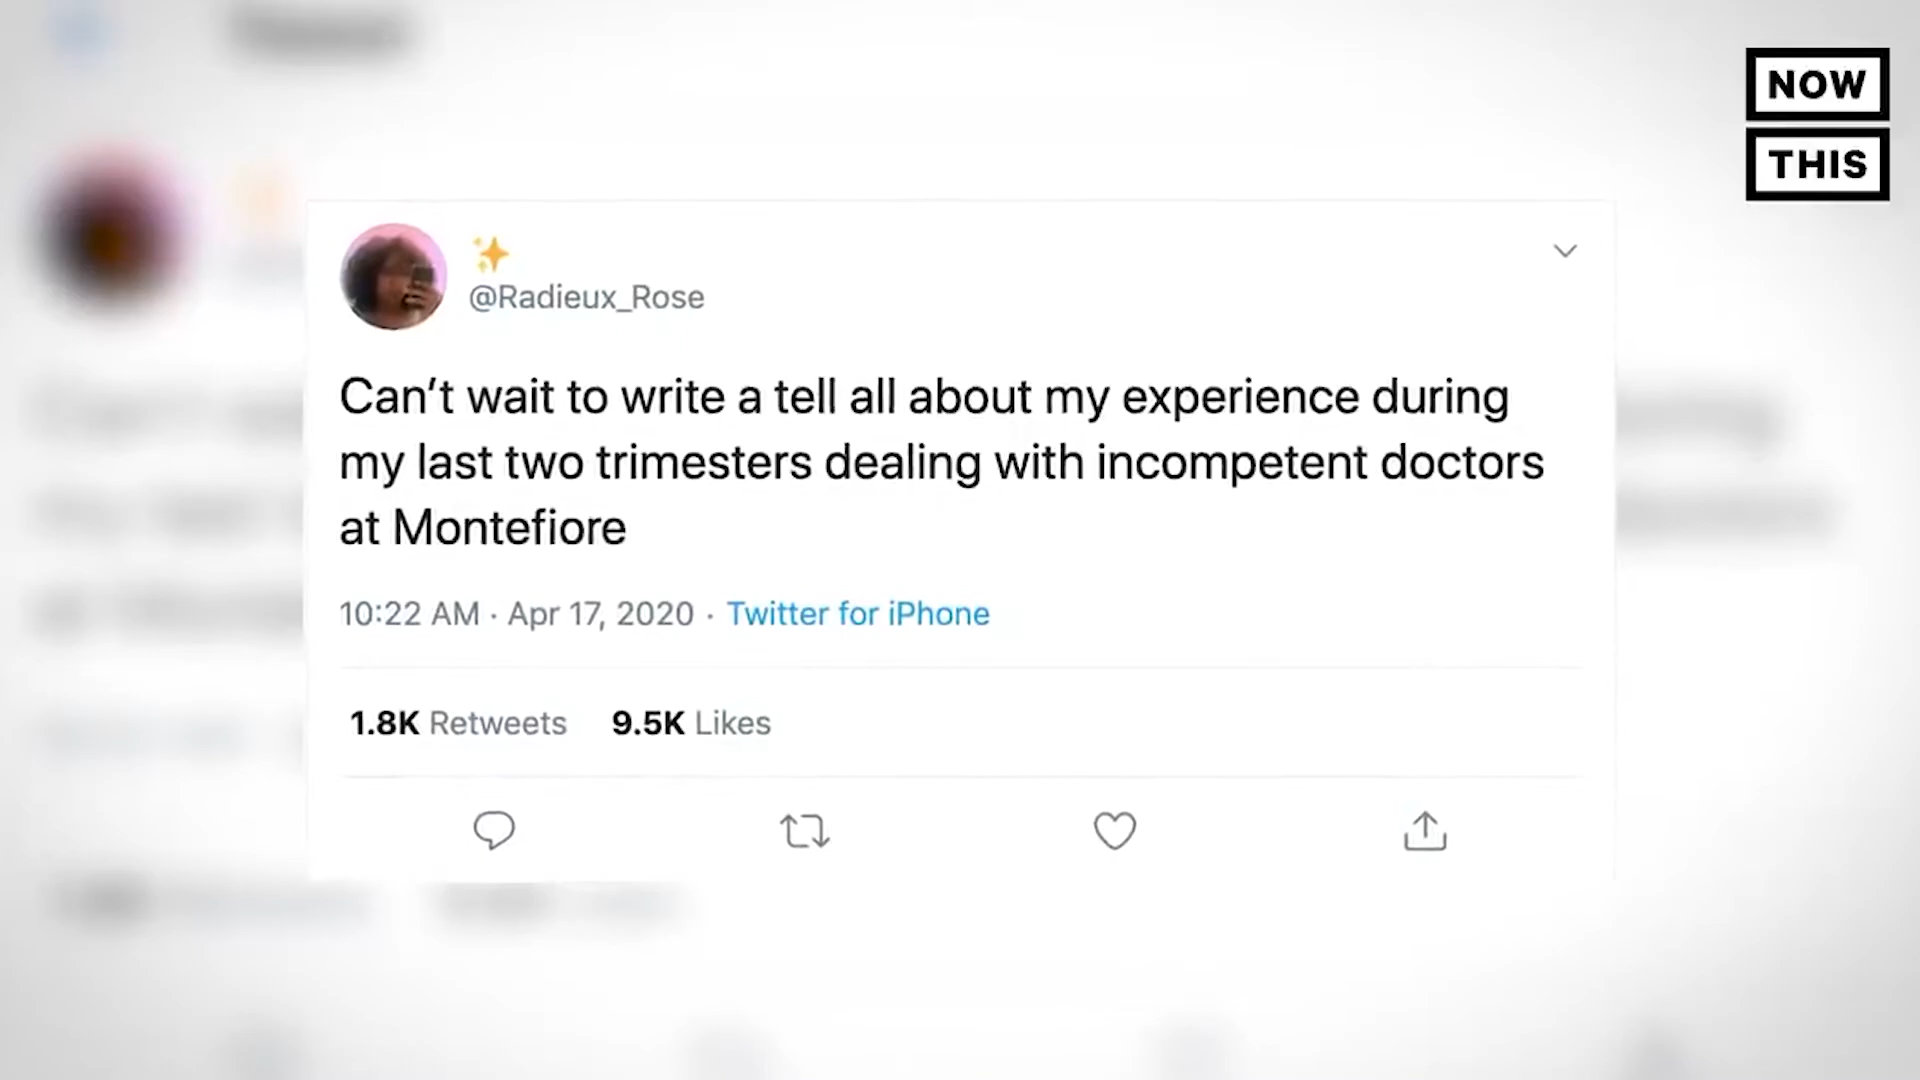 NOW
THIS
@Radieux_Rose
Can't wait to write a tell all about my experience during
my last two trimesters dealing with incompetent doctors
at Montefiore
10:22 AM · Apr 17, 2020 · Twitter for iPhone
1.8K Retweets 9.5K Likes